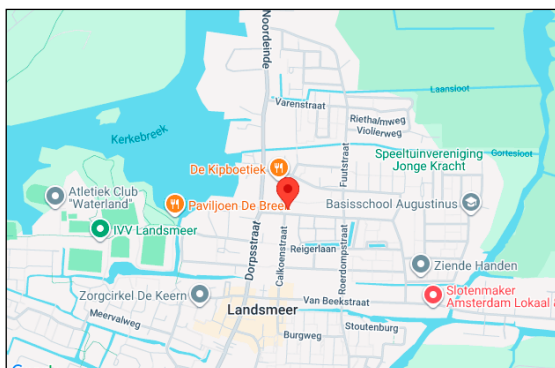 Noordeinde
Laansloot
Varenstraat
Riethalmweg
Violierweg
Kerkebreek
Gortesloot
De Kipboetiek
Fuutstraat
Speeltuinvereniging
Jonge Kracht
Atletiek Club
"Waterland"
Paviljoen De Breek
Basisschool Augustinus
IVV Landsmeer
Dorpsstraat
Calkoenstraat
Reigerlaan
Roerdompstraat
Ziende Handen
Zorgcirkel De Keern
Slotenmaker
Amsterdam Lokaal &
Van Beekstraat
Meervalweg
Landsmeer
Stoutenburg
Burgweg
Google